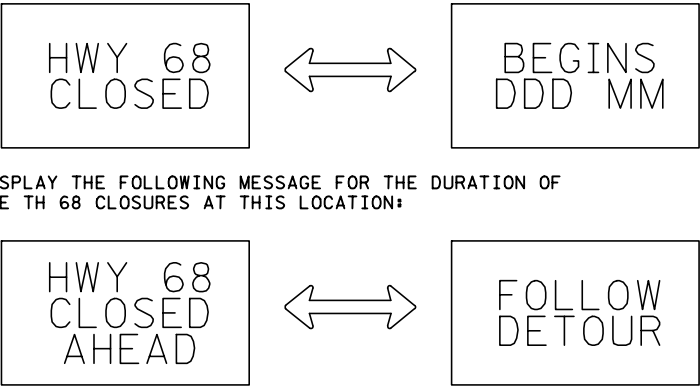 HWY 68
CLOSED
BEGINS
DDD MM
SPLAY THE FOLLOWING MESSAGE FOR THE DURATION OF
E TH 68 CLOSURES AT THIS LOCATION:
HWY 68
CLOSED
AHEAD
FOLLOW
DETOUR